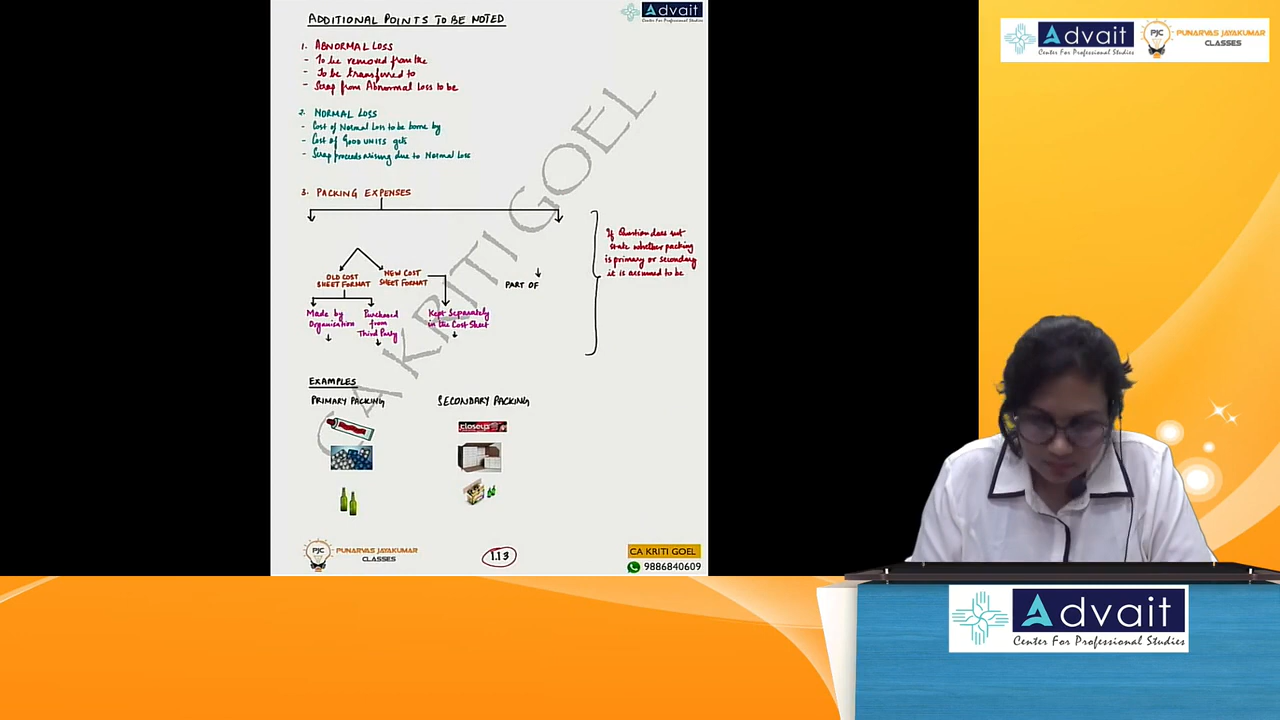 ADDITIONAL POINTS TO BE NOTED
Advait
Center For Professional Studies
1. ABNORMAL LOSS
- To be removed from the
- To be transferred to
- Scrap from Abnormal Loss to be
2. NORMAL LOSS
- Cost of Normal Loss to be borne by
- Cost of GOOD UNITS gets
- Scrap proceeds arising due to Normal Loss
3. PACKING EXPENSES
If Question does not
state whether packing
is primary or secondary
it is assumed to be
OLD COST
SHEET FORMAT
NEW COST
SHEET FORMAT
PART OF
Made by
Organisation
Purchased
from
Third Party
Kept Separately
in the Cost Sheet
EXAMPLES
PRIMARY PACKING
SECONDARY PACKING
closeup
CA KRITI GOEL
PJC
PUNARVAS JAYAKUMAR
CLASSES
1.13
CA KRITI GOEL
9886840609
Advait
Center For Professional Studies
PJC
PUNARVAS JAYAKUMAR
CLASSES
Advait
Center For Professional Studies